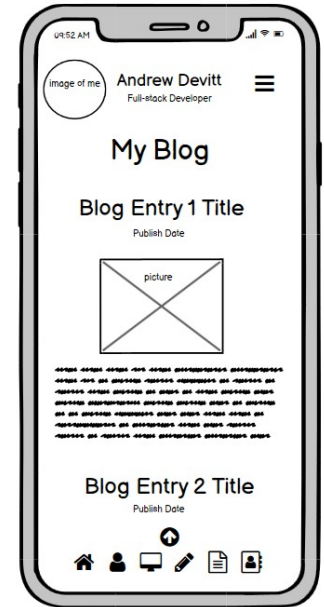 09:52 AM
image of me
Andrew Devitt
Full-stack Developer
My Blog
Blog Entry 1 Title
Publish Date
picture
Blog Entry 2 Title
Publish Date